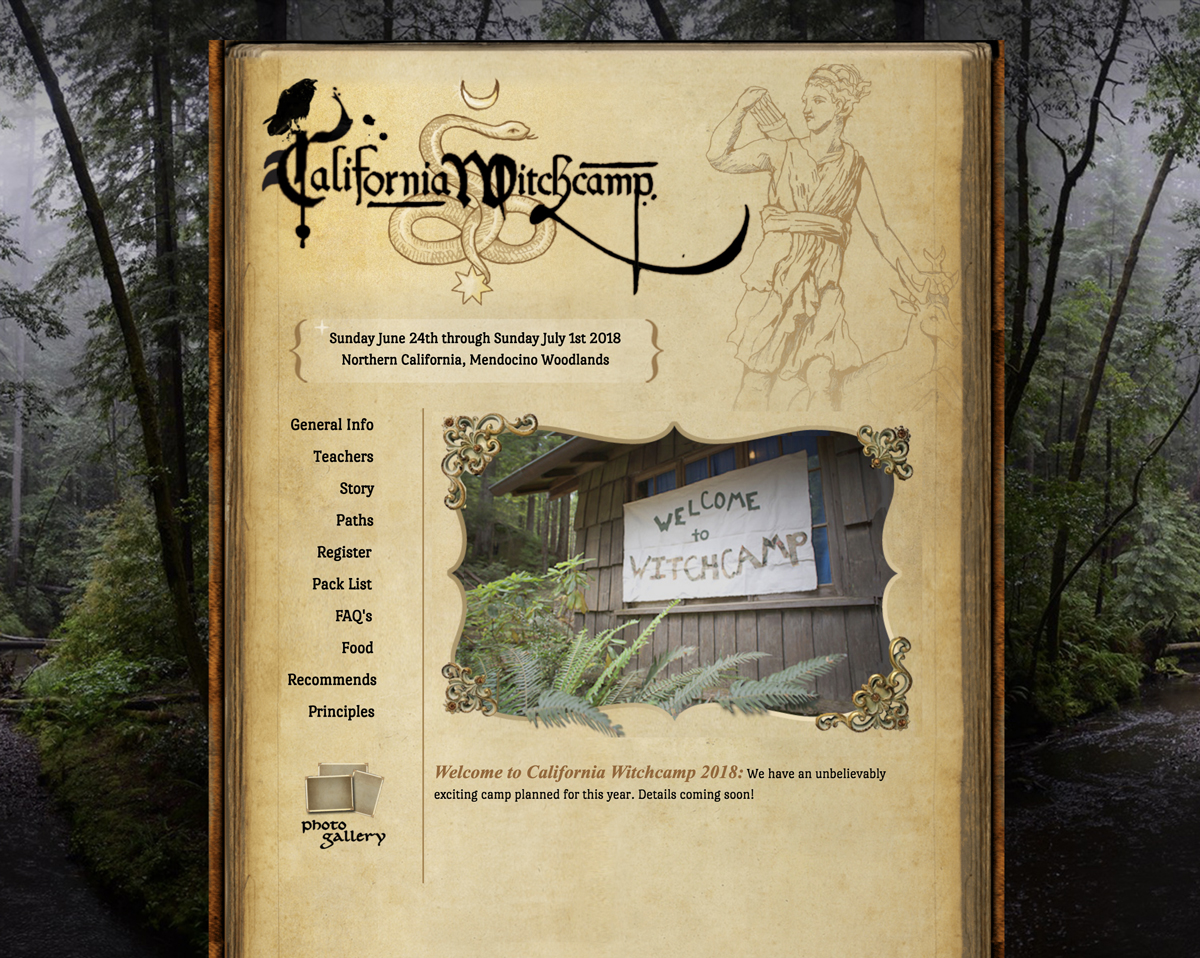 California Witchcamp
Sunday June 24th through Sunday July 1st 2018
Northern California, Mendocino Woodlands
General Info
Teachers
Story
Paths
Register
Pack List
FAQ's
Food
Recommends
Principles
photo
gallery
WELCOME
to
WITCHCAMP
Welcome to California Witchcamp 2018: We have an unbelievably
exciting camp planned for this year. Details coming soon!